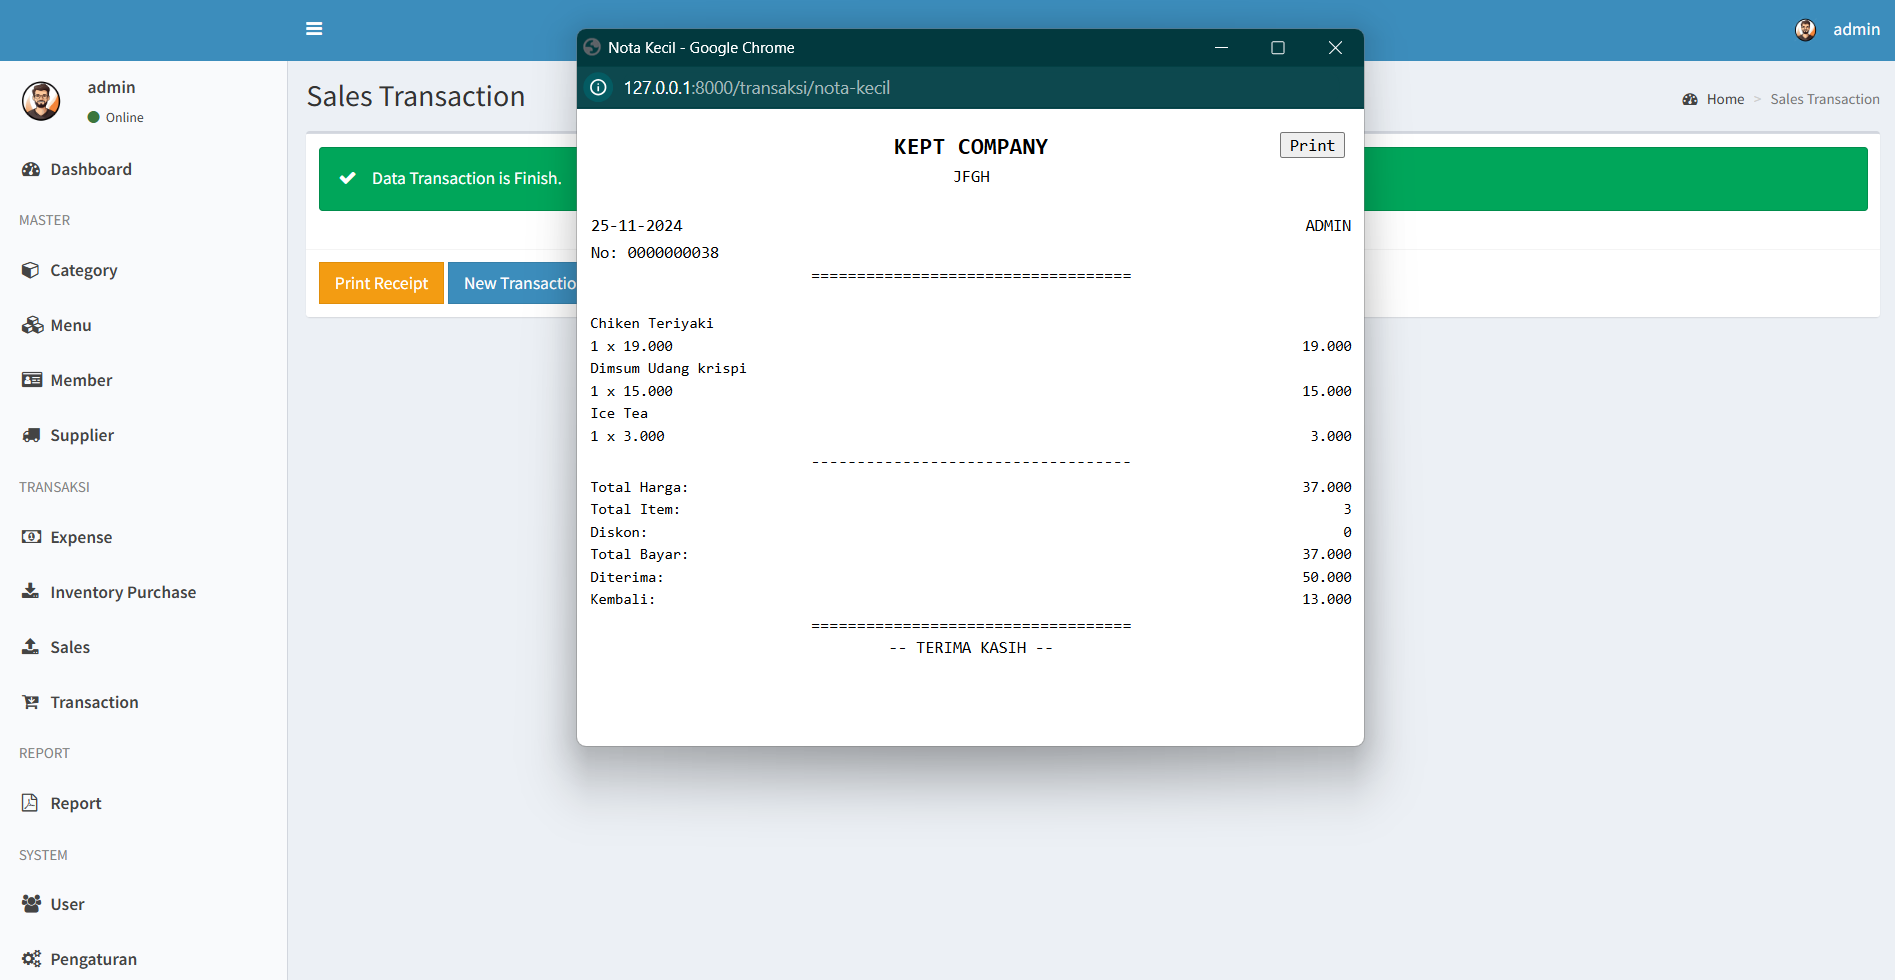 admin
admin
Online
Dashboard
MASTER
Category
Menu
Member
Supplier
TRANSAKSI
Expense
Inventory Purchase
Sales
Transaction
REPORT
Report
SYSTEM
User
Pengaturan
Sales Transaction
Home > Sales Transaction
Data Transaction is Finish.
Print Receipt
New Transactio
Nota Kecil - Google Chrome
127.0.0.1:8000/transaksi/nota-kecil
KEPT COMPANY
Print
JFGH
25-11-2024 ADMIN
No: 0000000038
===================================
Chiken Teriyaki
1 x 19.000 19.000
Dimsum Udang krispi
1 x 15.000 15.000
Ice Tea
1 x 3.000 3.000
-----------------------------------
Total Harga: 37.000
Total Item: 3
Diskon: 0
Total Bayar: 37.000
Diterima: 50.000
Kembali: 13.000
===================================
-- TERIMA KASIH --